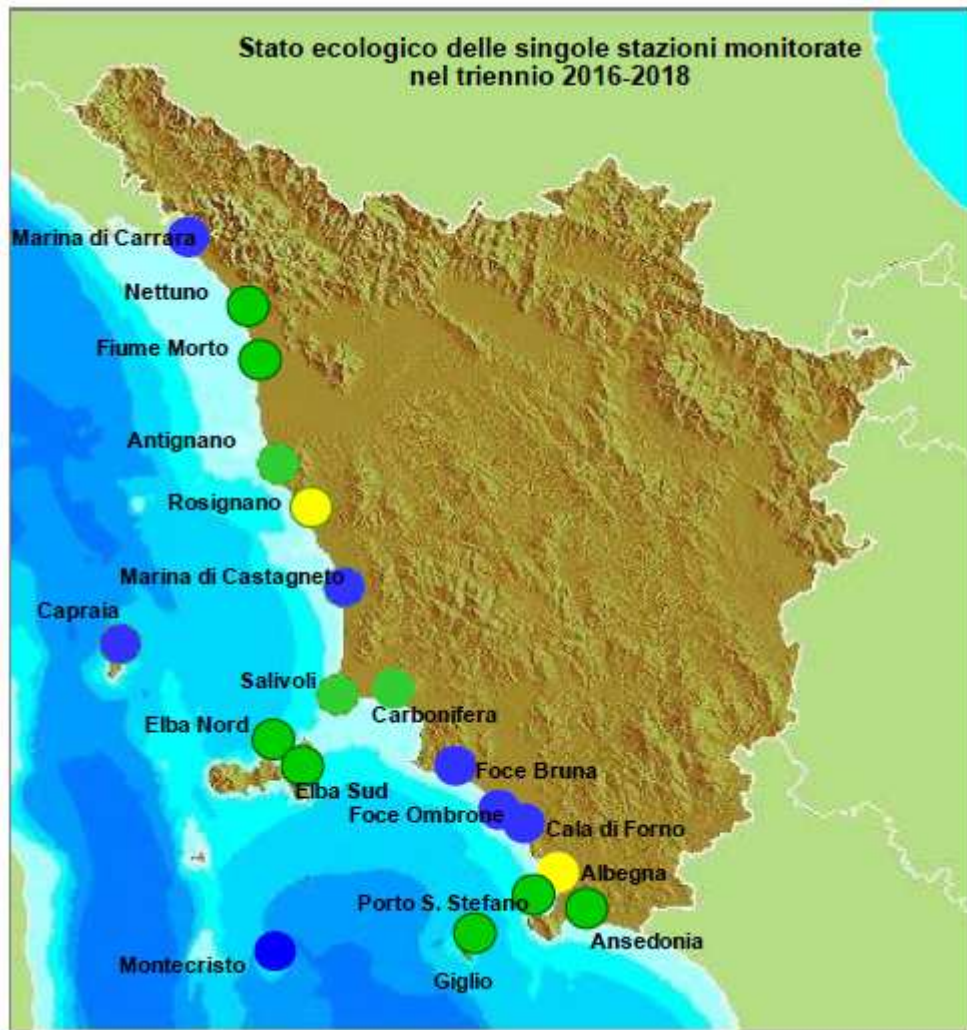 Stato ecologico delle singole stazioni monitorate
nel triennio 2016-2018
Marina di Carrara
Nettuno
Fiume Morto
Antignano
Rosignano
Marina di Castagneto
Capraia
Salivoli
Carbonifera
Elba Nord
Foce Bruna
Elba Sud
Foce Ombrone
Cala di Forno
Albegna
Porto S. Stefano
Ansedonia
Montecristo
Giglio